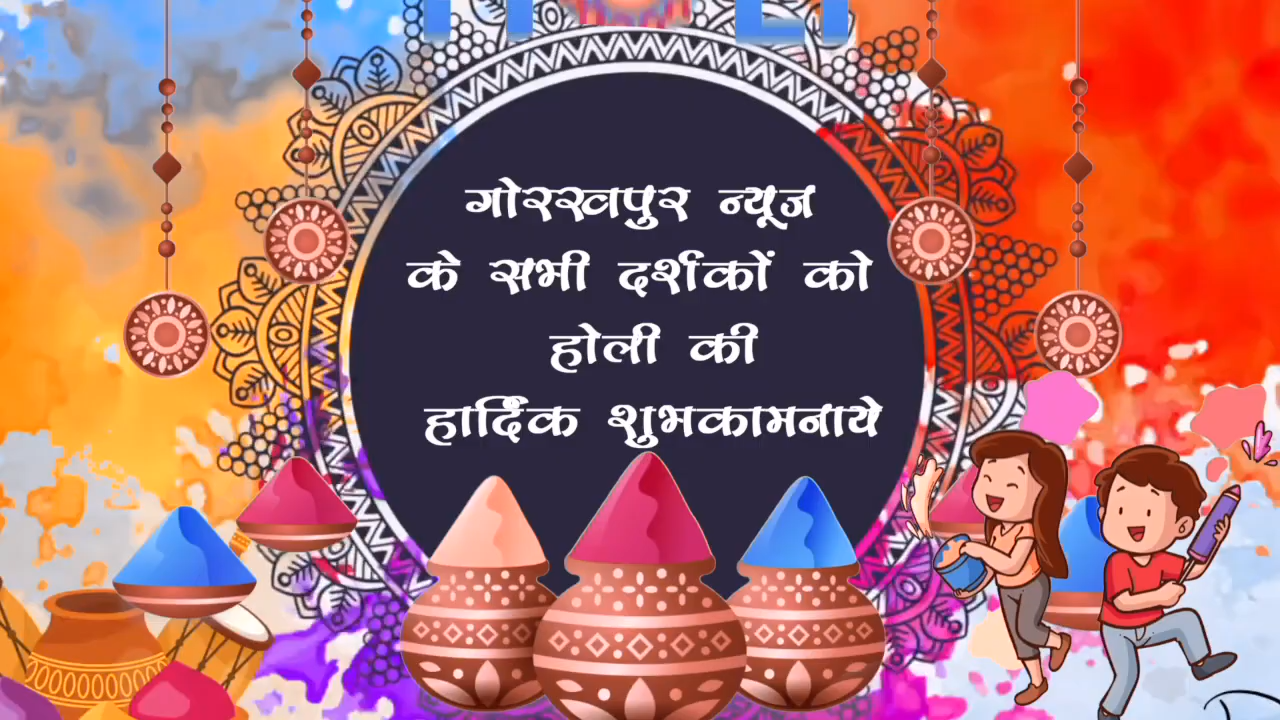 गोरखपुर न्यूज
के सभी दर्शकों को
होली की
हार्दिक शुभकामनाये